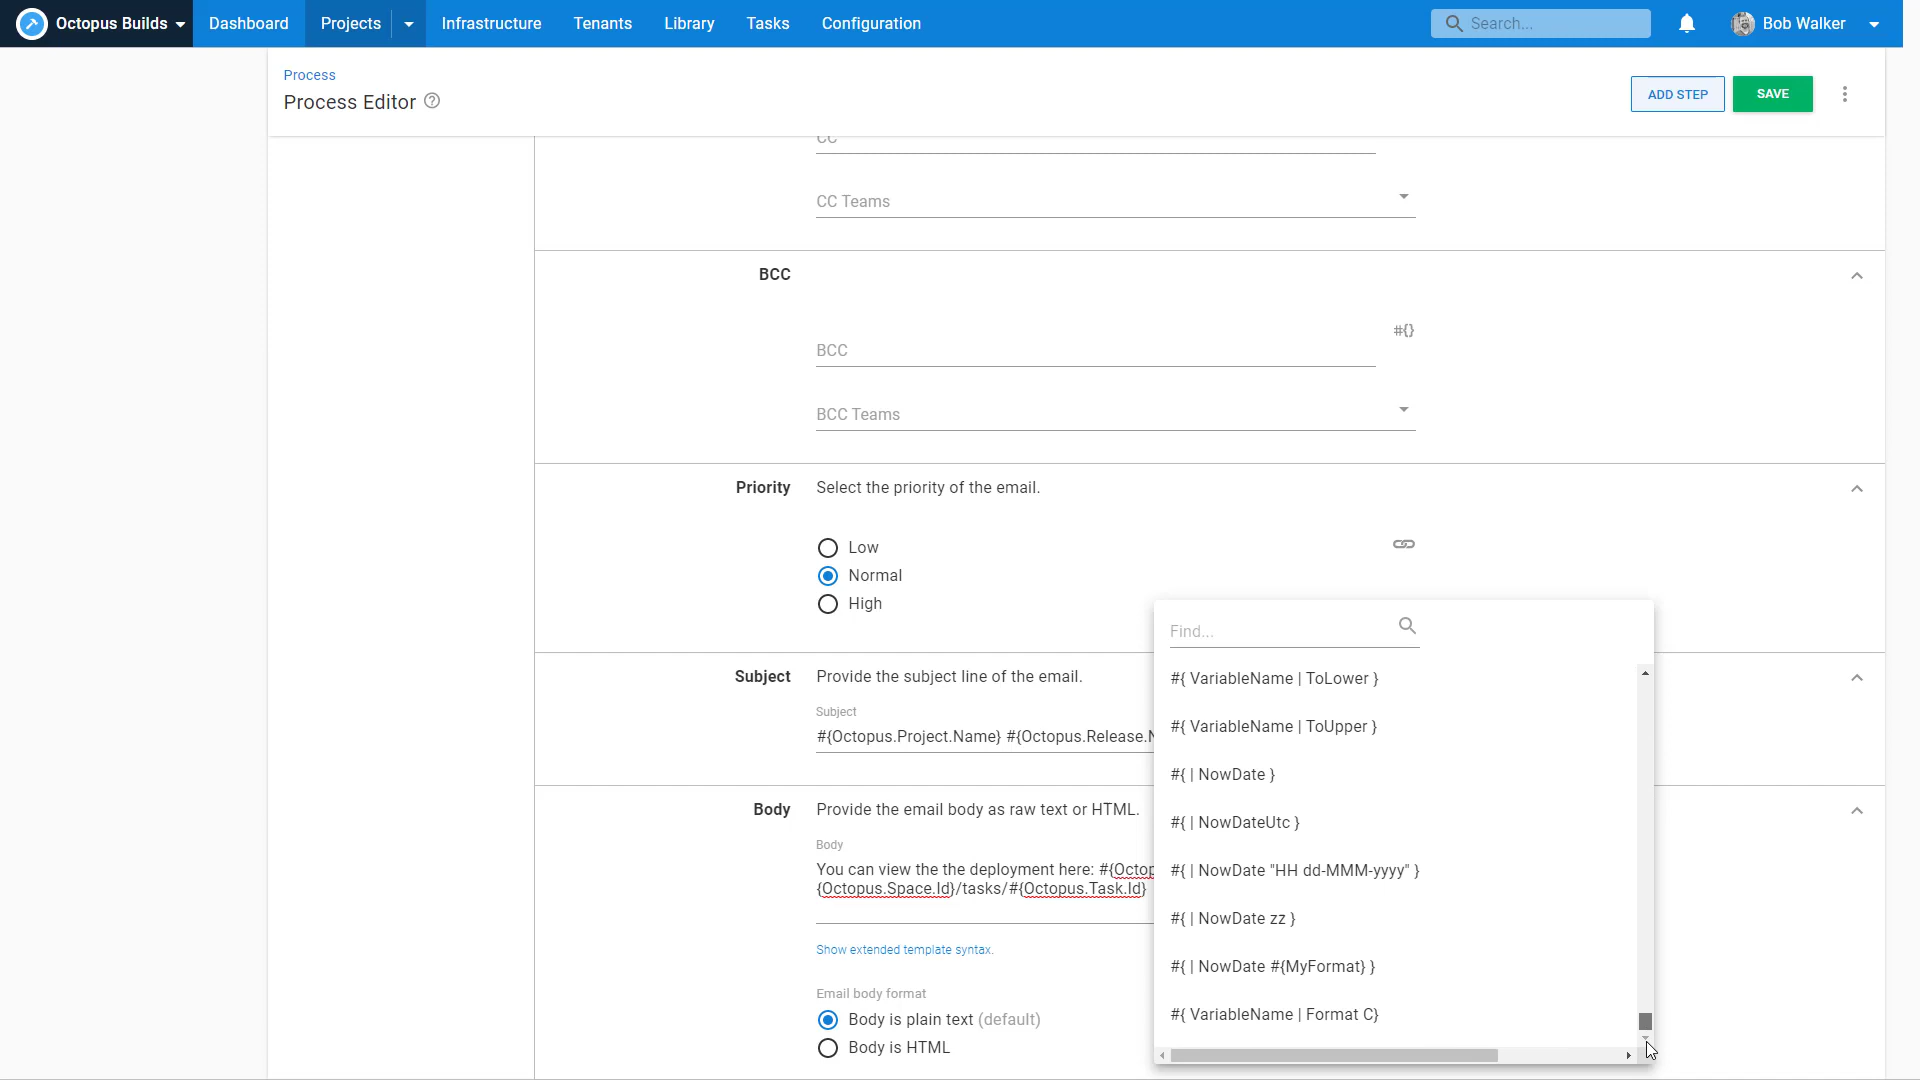 Octopus Builds
Dashboard
Projects
Infrastructure
Tenants
Library
Tasks
Configuration
Search...
Bob Walker
Process
Process Editor
ADD STEP
SAVE
CC
CC Teams
BCC
BCC
#{}
BCC Teams
Priority
Select the priority of the email.
Low
Normal
High
Subject
Provide the subject line of the email.
Subject
#{Octopus.Project.Name} #{Octopus.Release.N
Body
Provide the email body as raw text or HTML.
Body
You can view the the deployment here: #{Octop
{Octopus.Space.Id}/tasks/#{Octopus.Task.Id}
Show extended template syntax.
Email body format
Body is plain text (default)
Body is HTML
Find...
#{ VariableName | ToLower }
#{ VariableName | ToUpper }
#{ | NowDate }
#{ | NowDateUtc }
#{ | NowDate "HH dd-MMM-yyyy" }
#{ | NowDate zz }
#{ | NowDate #{MyFormat} }
#{ VariableName | Format C}